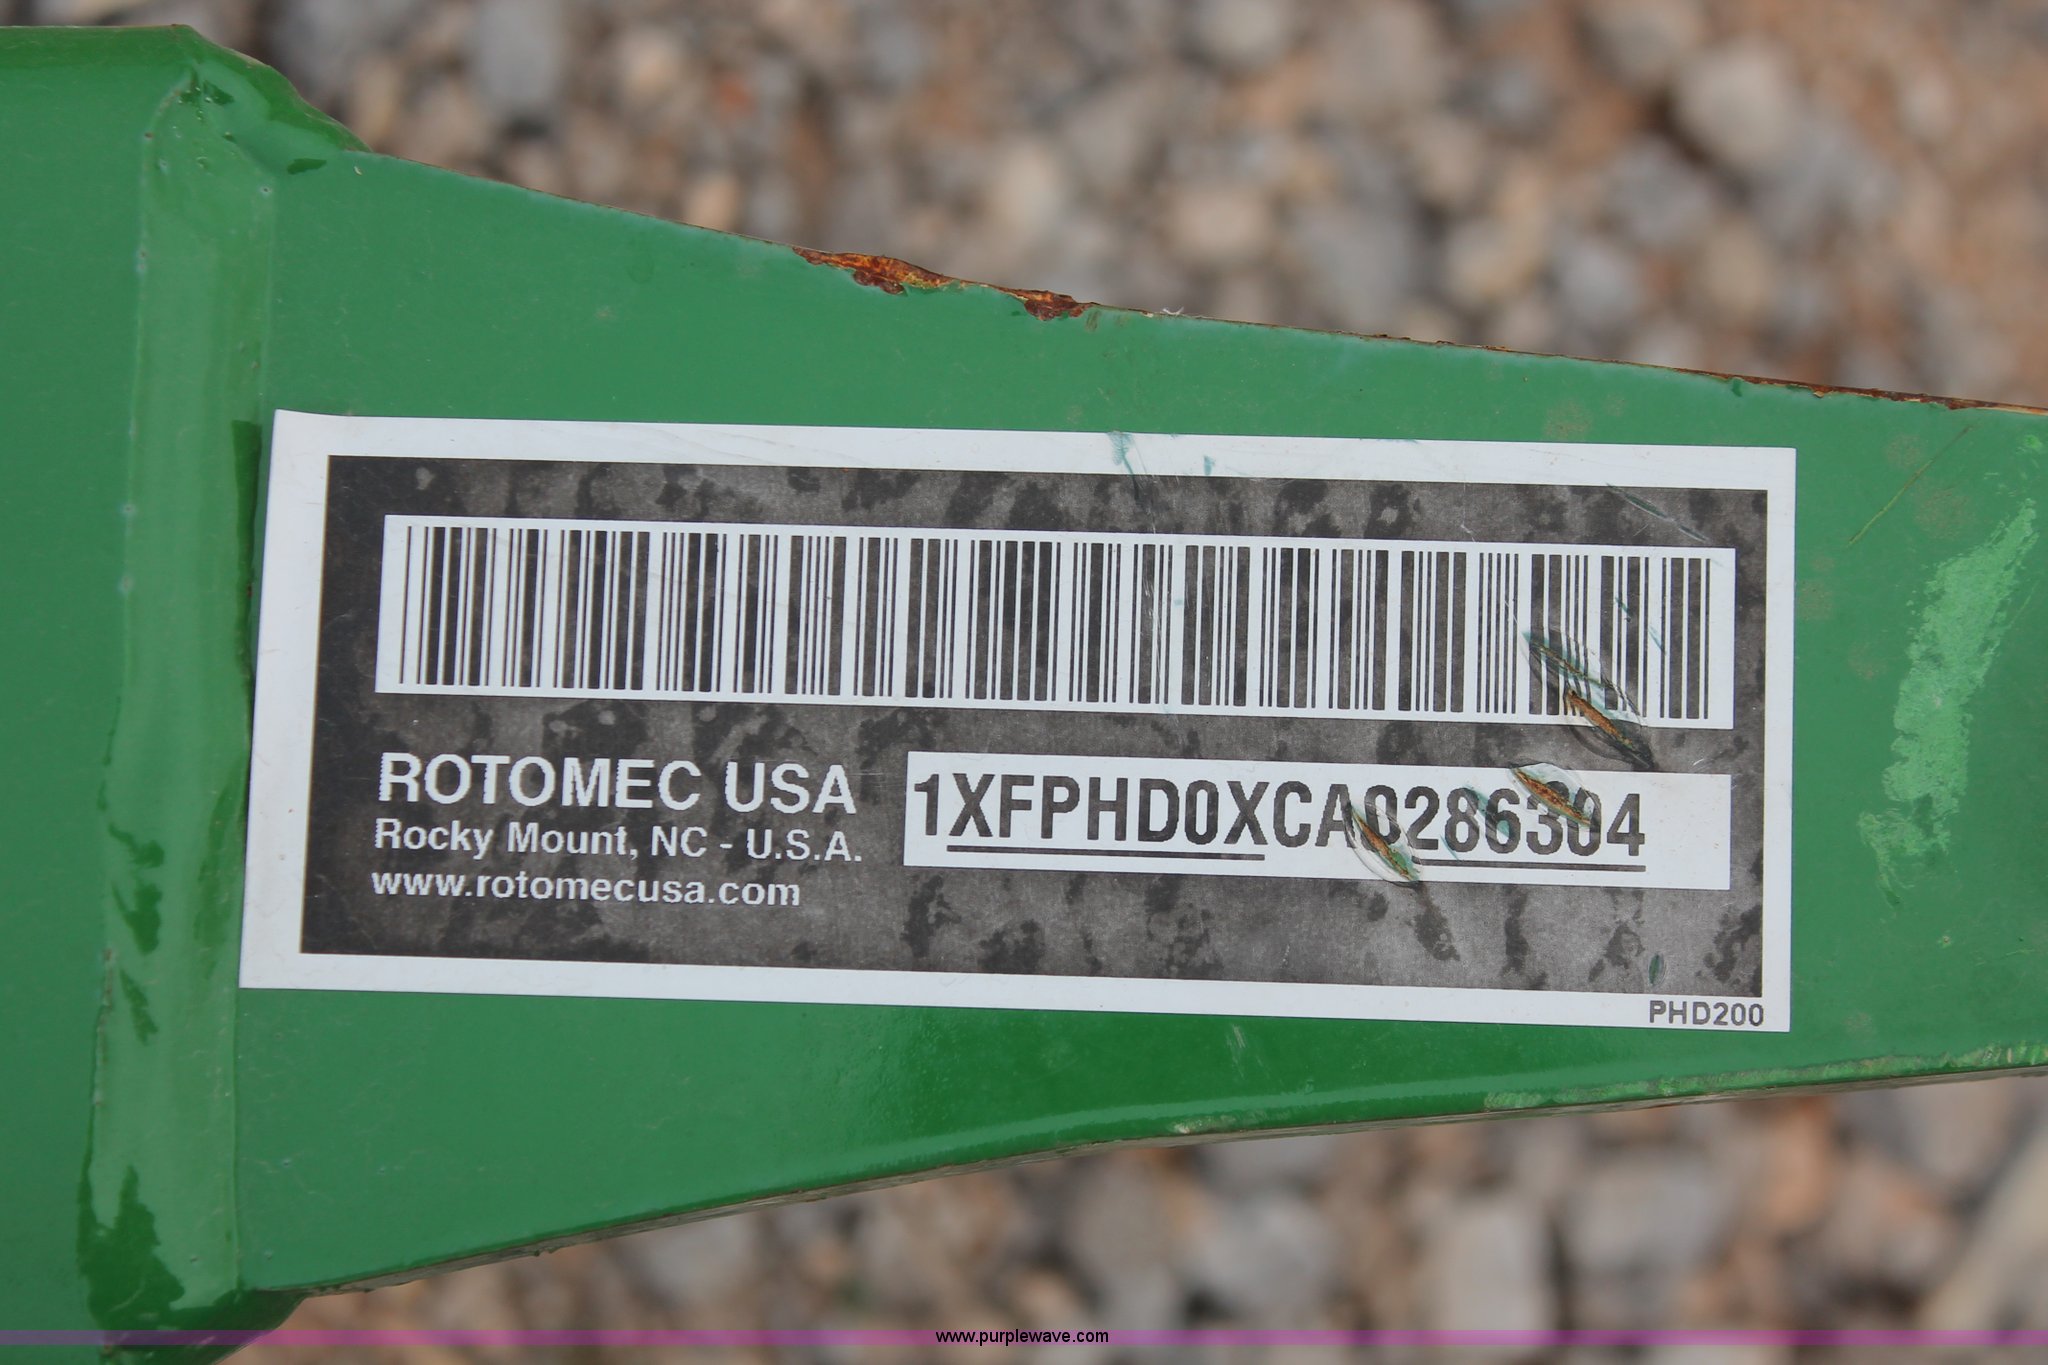 ROTOMEC USA
Rocky Mount, NC - U.S.A.
www.rotomecusa.com
1XFPHD0XCA0286304
PHD200
www.purplewave.com